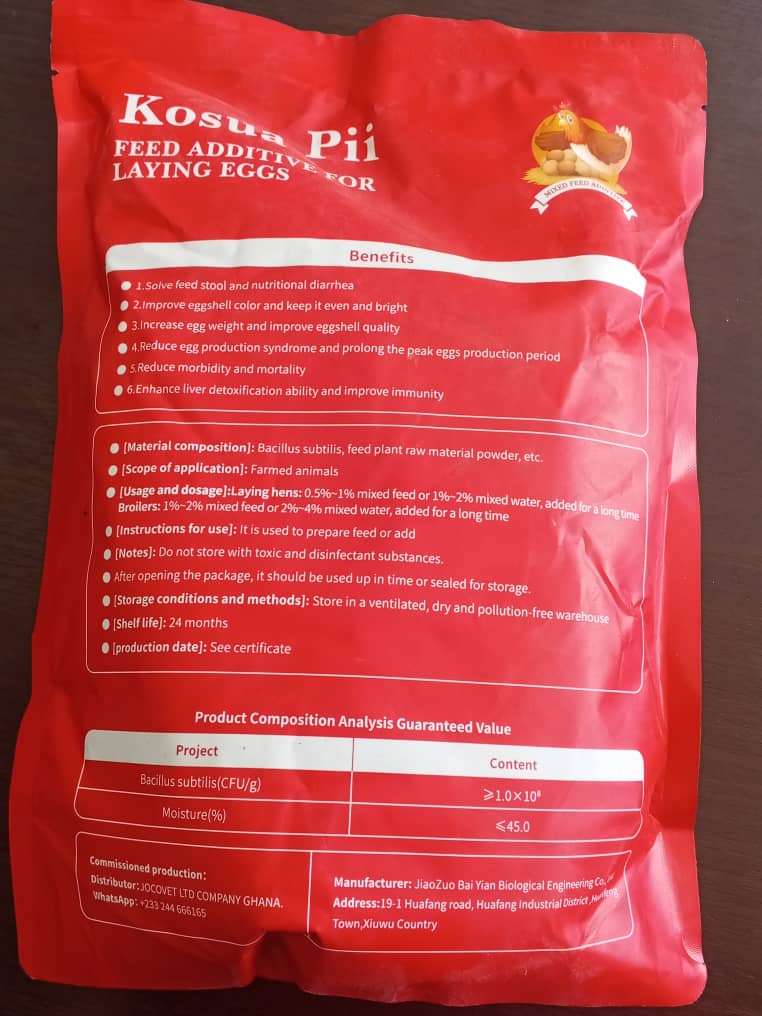 Kosua Pii
FEED ADDITIVE FOR
LAYING EGGS
MIXED FEED ADDITIVE
Benefits
1.Solve feed stool and nutritional diarrhea
2.Improve eggshell color and keep it even and bright
3.Increase egg weight and improve eggshell quality
4.Reduce egg production syndrome and prolong the peak eggs production period
5.Reduce morbidity and mortality
6.Enhance liver detoxification ability and improve immunity
[Material composition]: Bacillus subtilis, feed plant raw material powder, etc.
[Scope of application]: Farmed animals
[Usage and dosage]:Laying hens: 0.5%~1% mixed feed or 1%~2% mixed water, added for a long time
Broilers: 1%~2% mixed feed or 2%~4% mixed water, added for a long time
[Instructions for use]: It is used to prepare feed or add
[Notes]: Do not store with toxic and disinfectant substances.
After opening the package, it should be used up in time or sealed for storage.
[Storage conditions and methods]: Store in a ventilated, dry and pollution-free warehouse
[Shelf life]: 24 months
[production date]: See certificate
Product Composition Analysis Guaranteed Value
Project Content
Bacillus subtilis(CFU/g) ≥1.0×10⁸
Moisture(%) ≤45.0
Commissioned production:
Distributor: JOCOVET LTD COMPANY GHANA.
WhatsApp: +233 244 666165
Manufacturer: JiaoZuo Bai Yian Biological Engineering Co.,
Address:19-1 Huafang road, Huafang Industrial District,
Town,Xiuwu Country